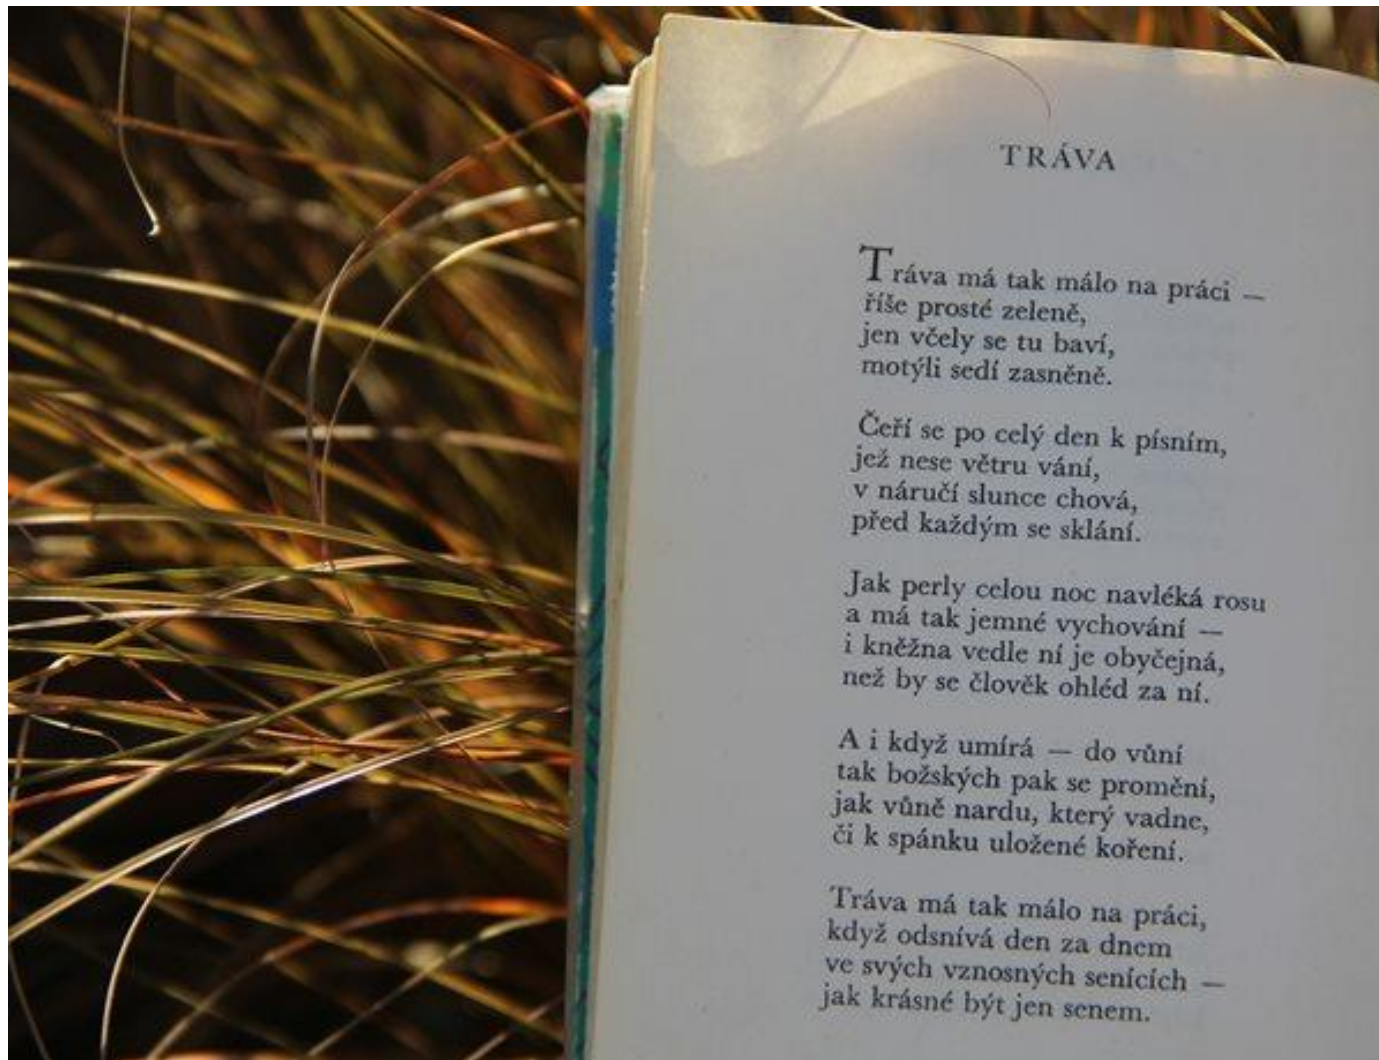 TRÁVA
Tráva má tak málo na práci —
říše prosté zeleně,
jen včely se tu baví,
motýli sedí zasněně.
Čeří se po celý den k písním,
jež nese větru vání,
v náručí slunce chová,
před každým se sklání.
Jak perly celou noc navléká rosu
a má tak jemné vychování —
i kněžna vedle ní je obyčejná,
než by se člověk ohléd za ní.
A i když umírá — do vůní
tak božských pak se promění,
jak vůně nardu, který vadne,
či k spánku uložené koření.
Tráva má tak málo na práci,
když odsnívá den za dnem
ve svých vznosných senících —
jak krásné být jen senem.